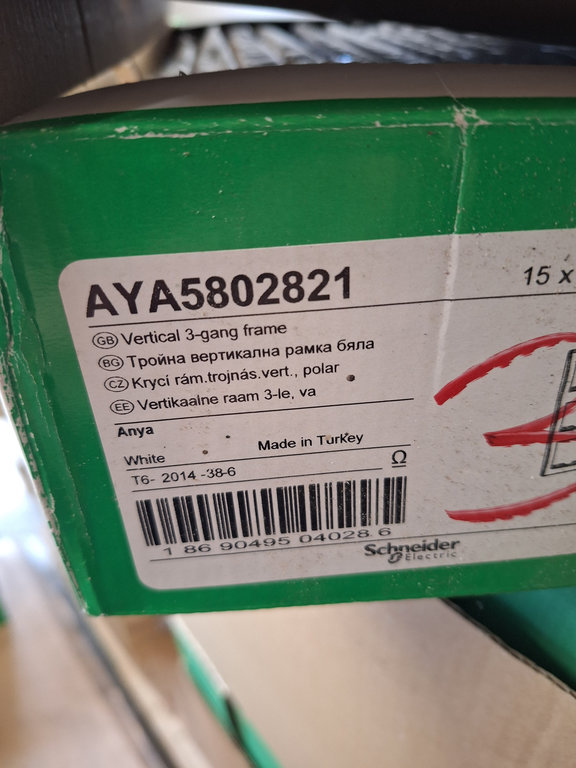 AYA5802821
15 x
GB Vertical 3-gang frame
BG Тройна вертикална рамка бяла
CZ Krycí rám.trojnás.vert., polar
EE Vertikaalne raam 3-le, va
Anya
White
Made in Turkey
T6- 2014 -38-6
Ω
1 86 90495 04028 6
Schneider
Electric